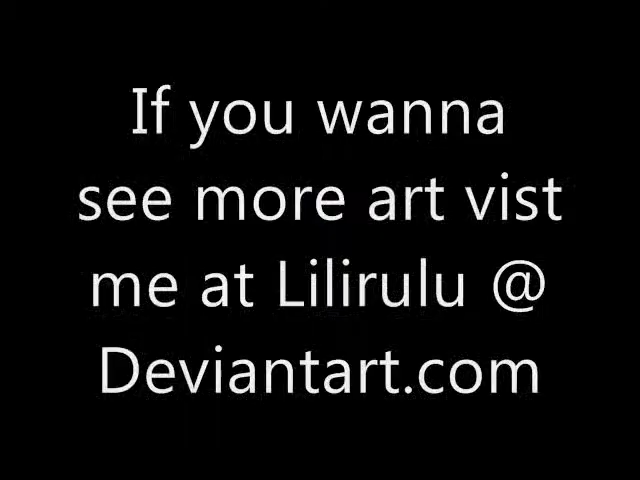 If you wanna
see more art vist
me at Lilirulu @
Deviantart.com